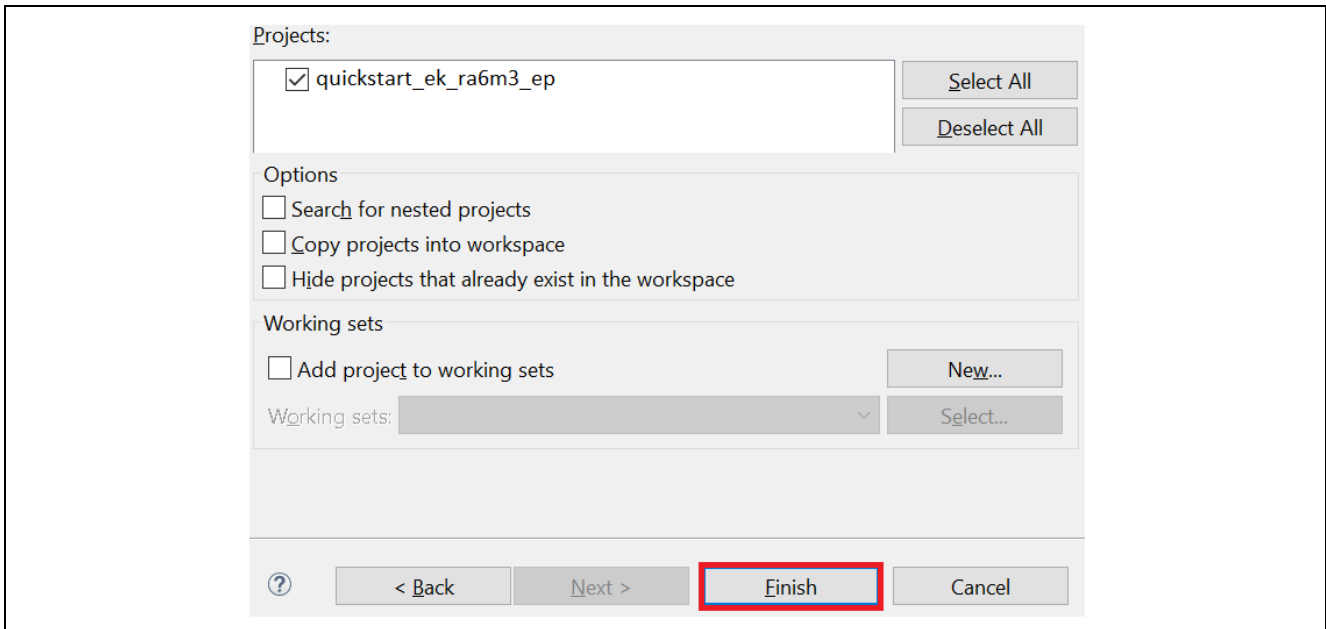 Projects:
quickstart_ek_ra6m3_ep
Select All
Deselect All
Options
Search for nested projects
Copy projects into workspace
Hide projects that already exist in the workspace
Working sets
Add project to working sets
New...
Working sets:
Select...
?
< Back
Next >
Finish
Cancel